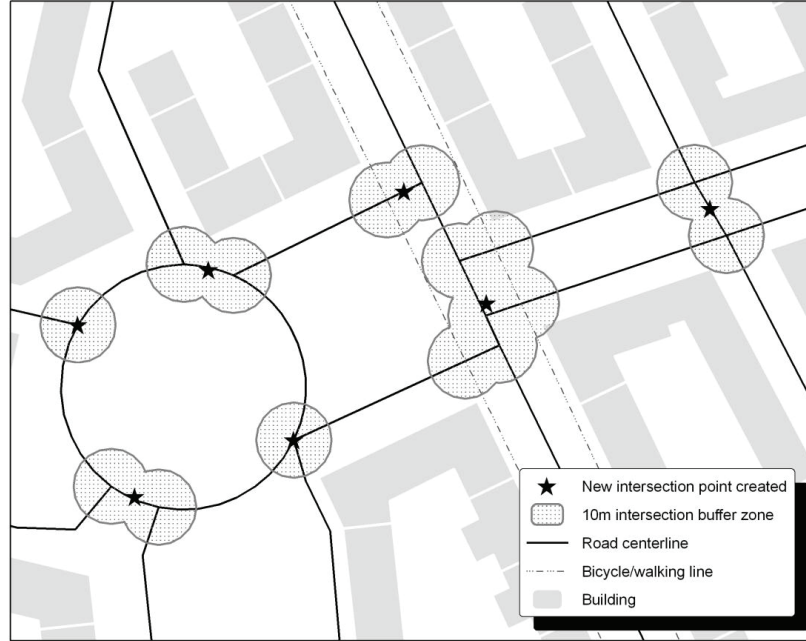 New intersection point created
10m intersection buffer zone
Road centerline
Bicycle/walking line
Building